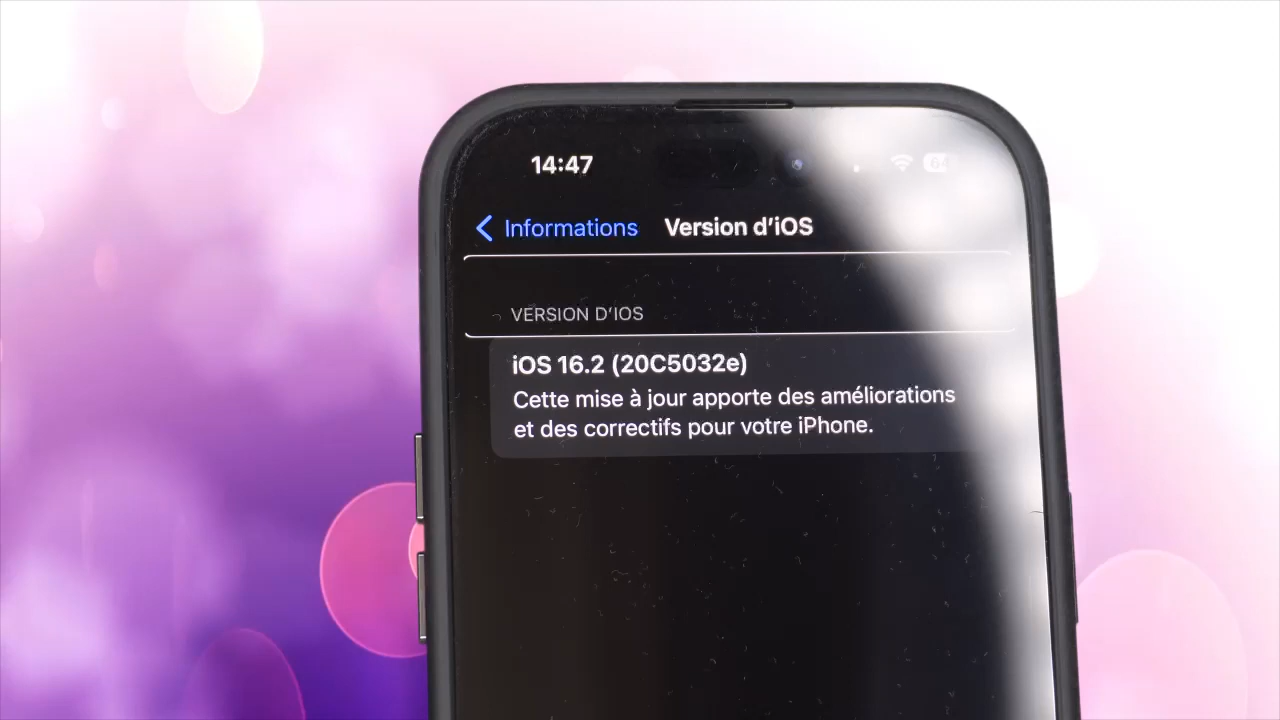 14:47
64
Informations
Version d’iOS
VERSION D’IOS
iOS 16.2 (20C5032e)
Cette mise à jour apporte des améliorations
et des correctifs pour votre iPhone.